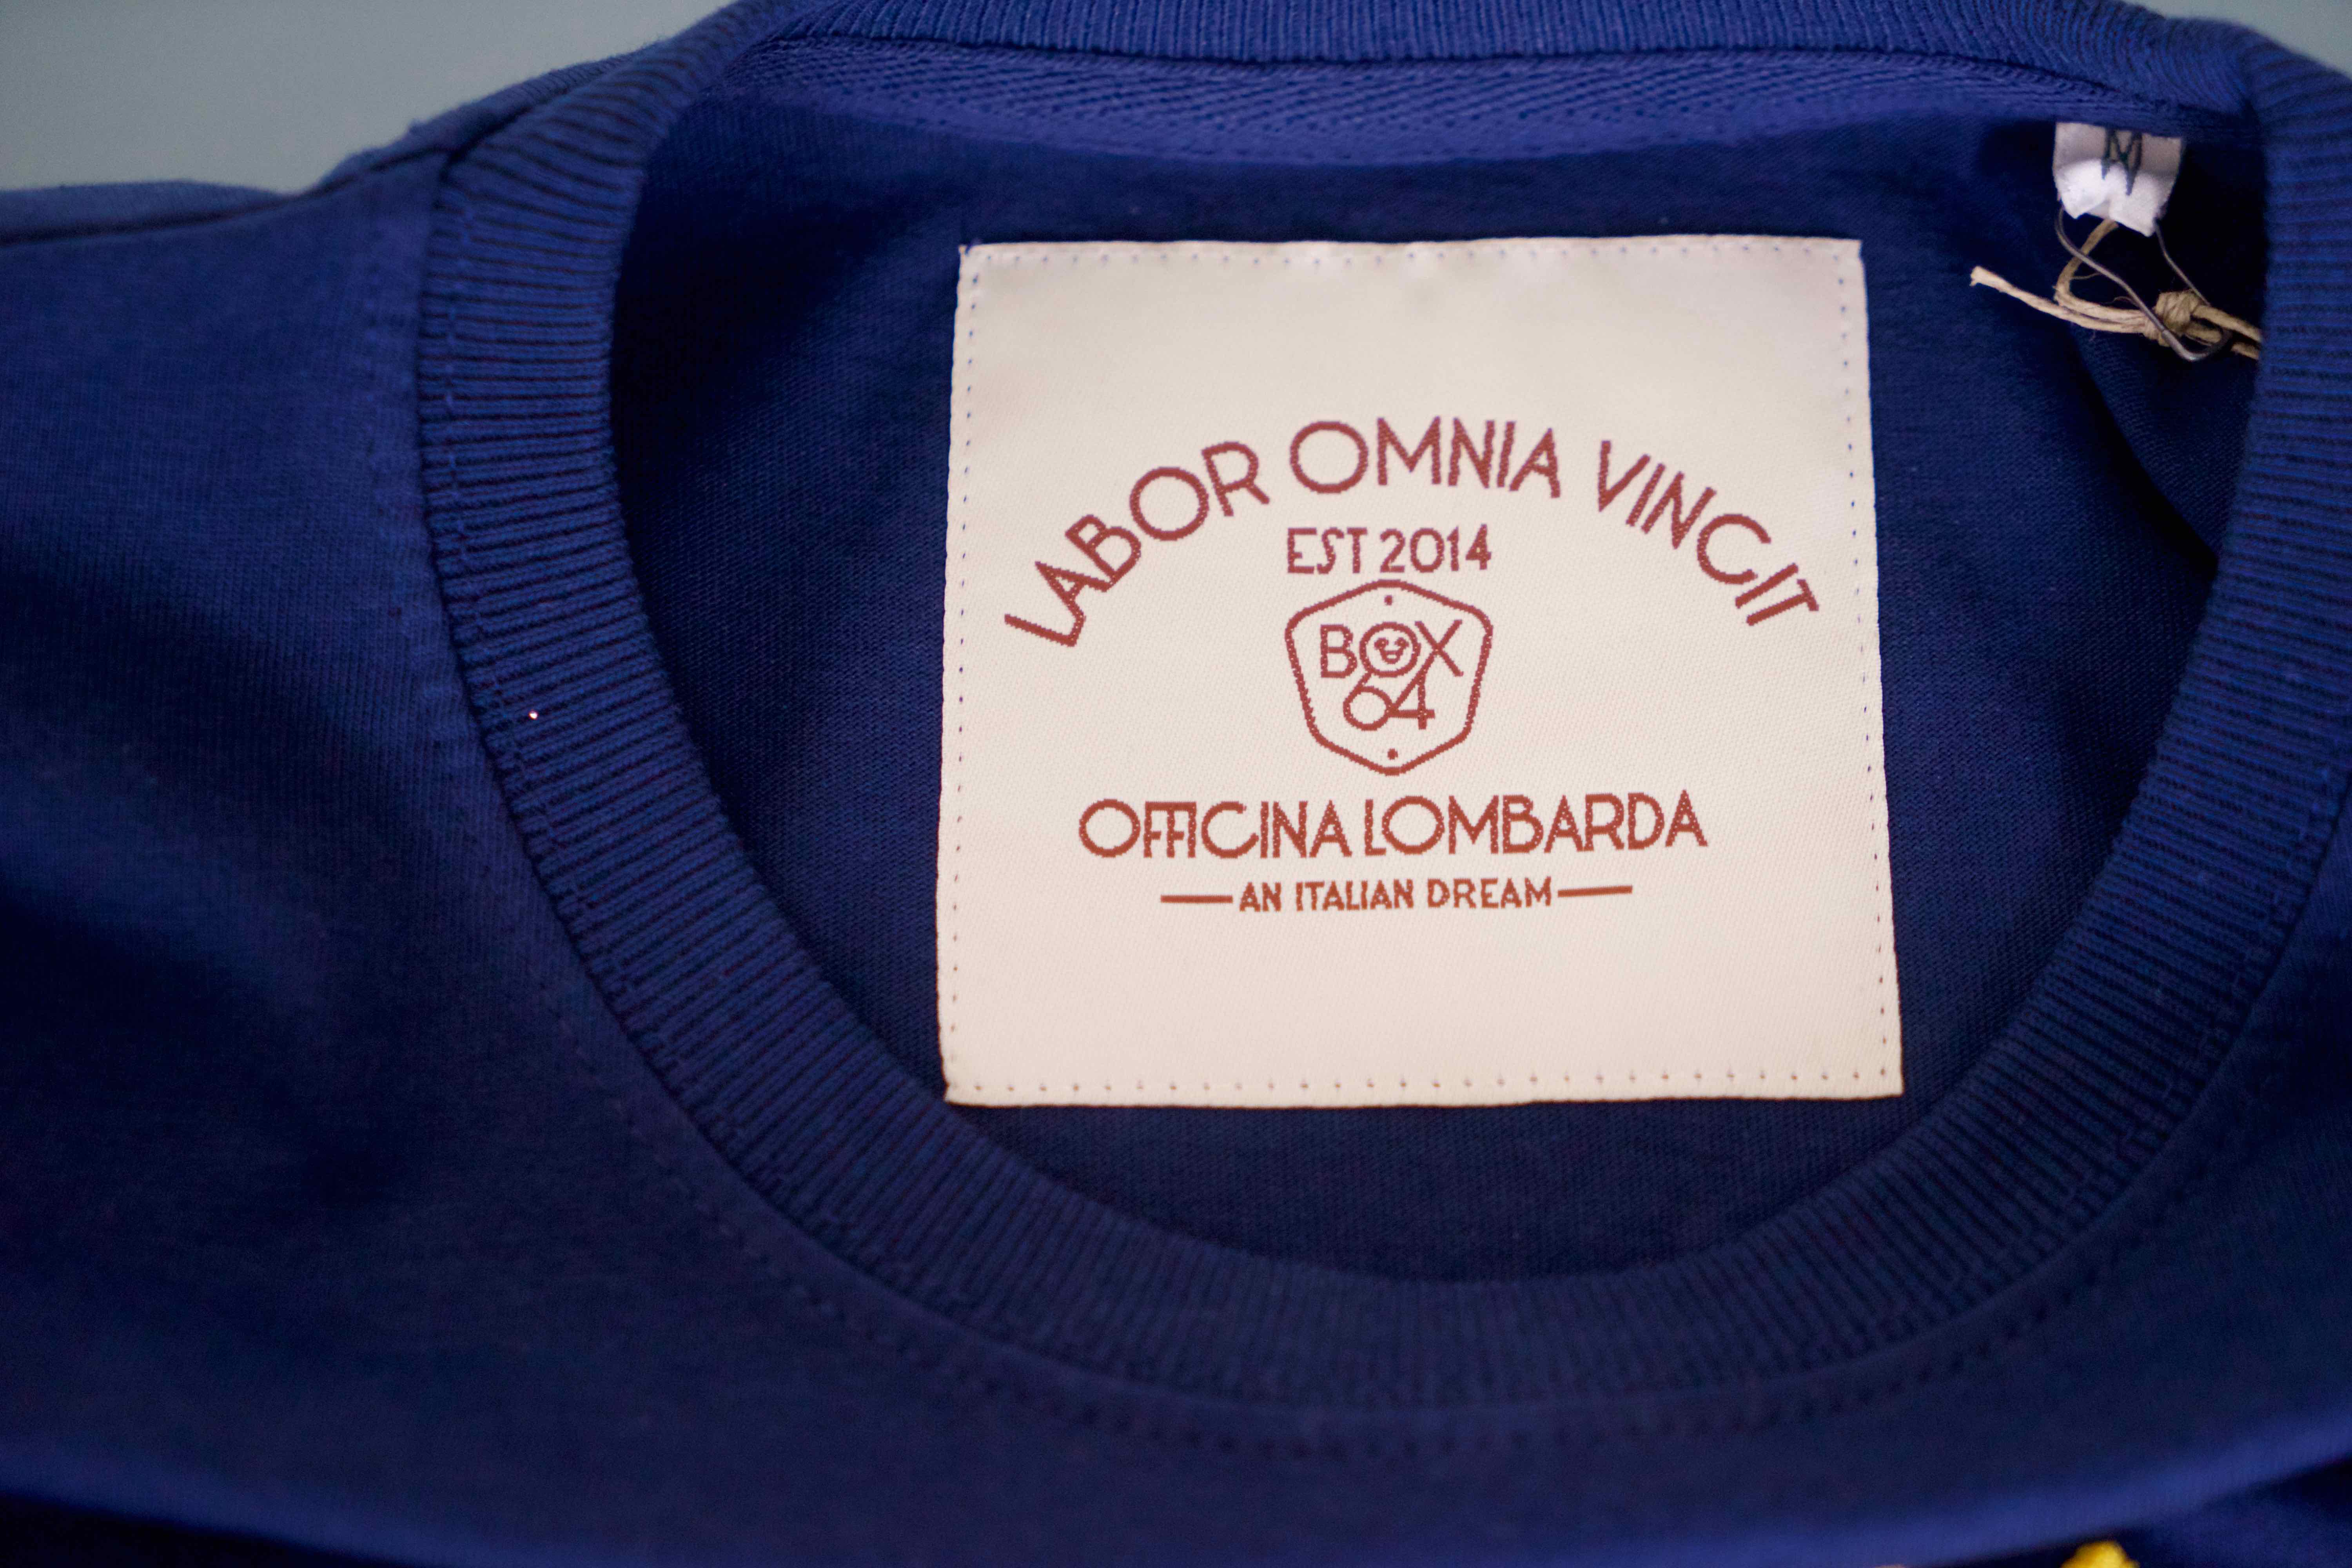 M
LABOR OMNIA VINCIT
EST 2014
BOX
64
OFFICINA LOMBARDA
AN ITALIAN DREAM